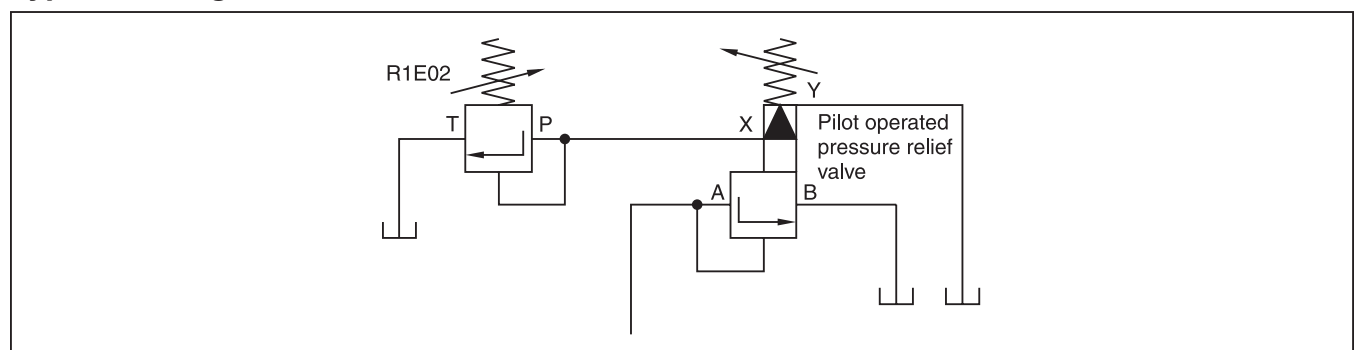 R1E02
T
P
X
Y
Pilot operated
pressure relief
valve
A
B